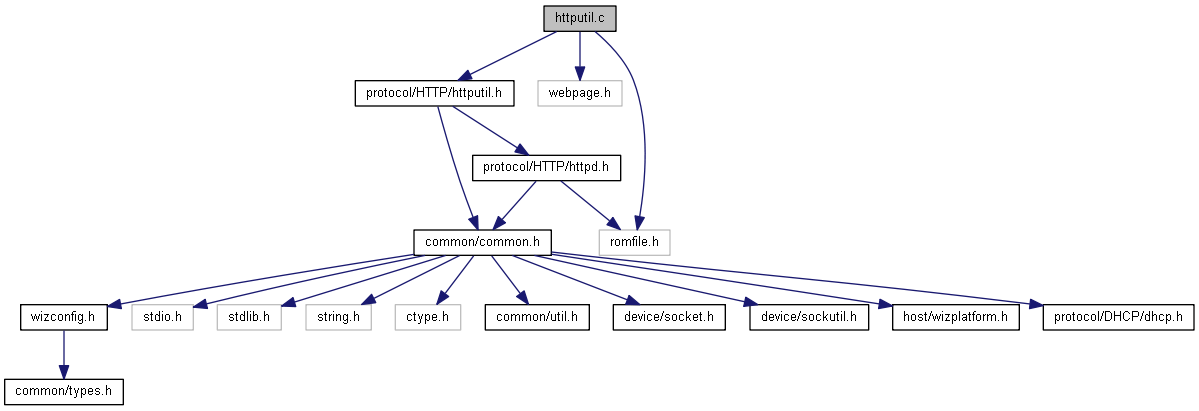 httputil.c
protocol/HTTP/httputil.h
webpage.h
protocol/HTTP/httpd.h
common/common.h
romfile.h
wizconfig.h
stdio.h
stdlib.h
string.h
ctype.h
common/util.h
device/socket.h
device/sockutil.h
host/wizplatform.h
protocol/DHCP/dhcp.h
common/types.h